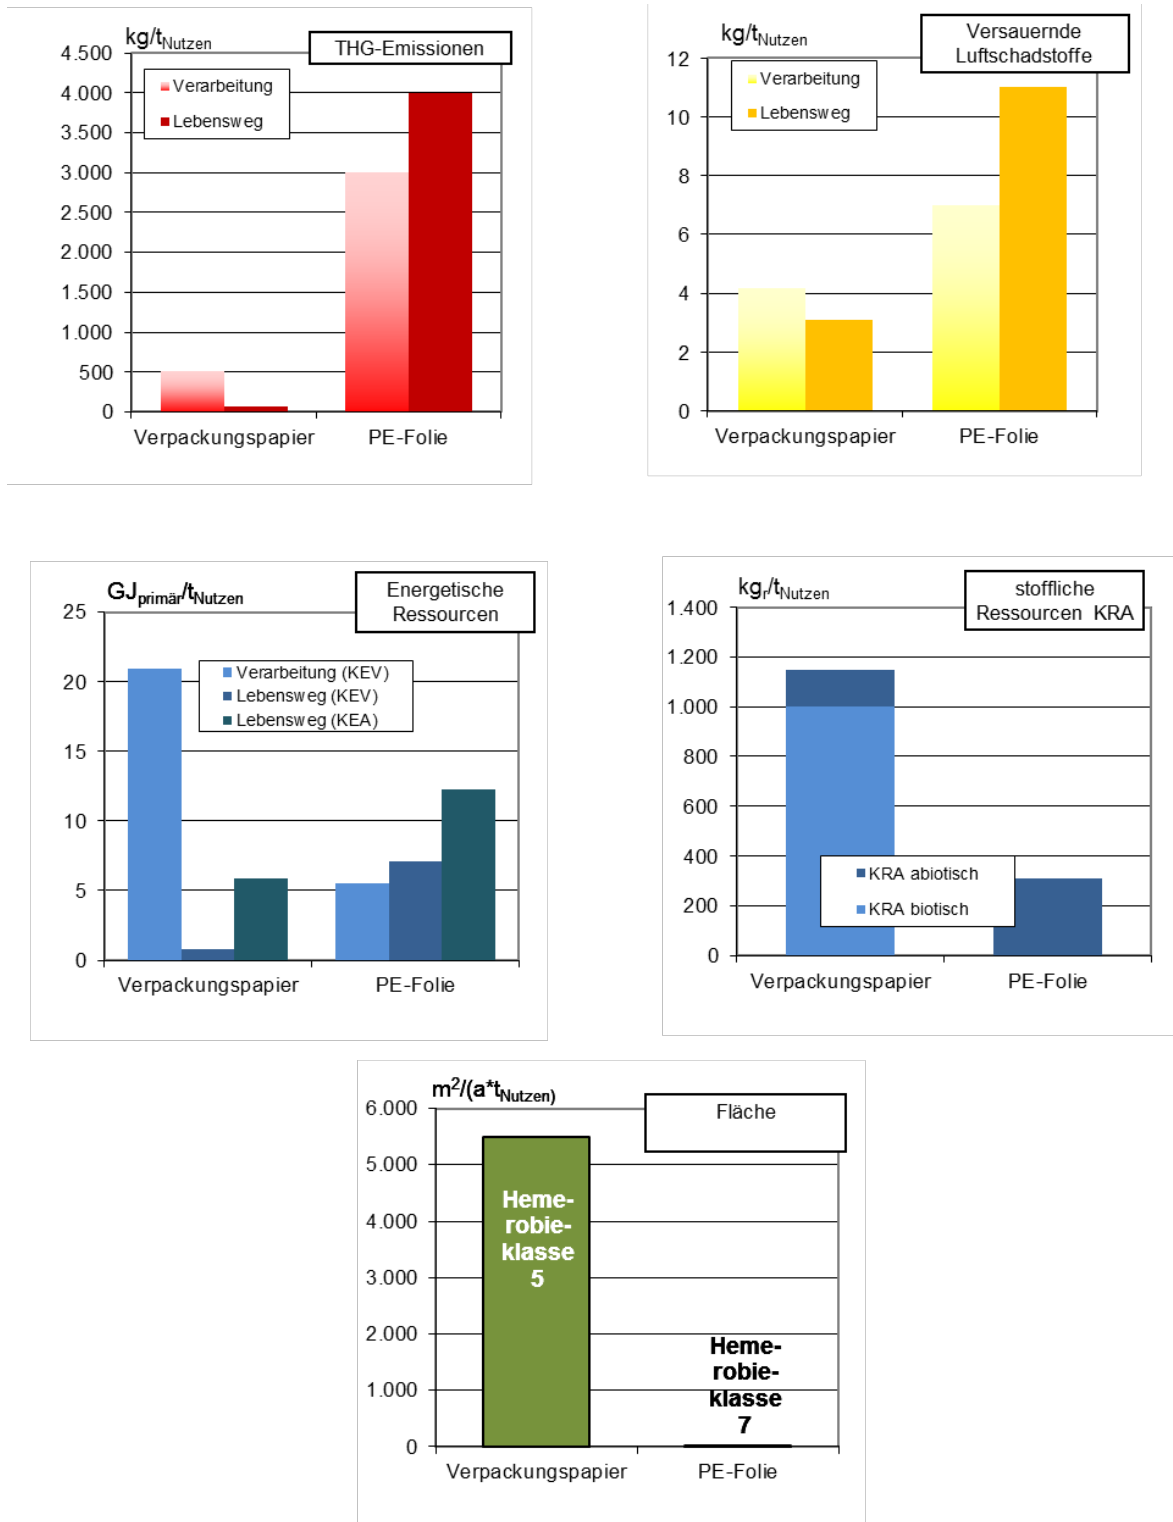 kg/tNutzen
THG-Emissionen
4.500
4.000
3.500
3.000
2.500
2.000
1.500
1.000
500
0
Verarbeitung
Lebensweg
Verpackungspapier
PE-Folie
kg/tNutzen
Versauernde
Luftschadstoffe
12
10
8
6
4
2
0
Verarbeitung
Lebensweg
Verpackungspapier
PE-Folie
GJprimär/tNutzen
Energetische
Ressourcen
25
20
15
10
5
0
Verarbeitung (KEV)
Lebensweg (KEV)
Lebensweg (KEA)
Verpackungspapier
PE-Folie
kgr/tNutzen
stoffliche
Ressourcen KRA
1.400
1.200
1.000
800
600
400
200
0
KRA abiotisch
KRA biotisch
Verpackungspapier
PE-Folie
m²/(a*tNutzen)
Fläche
6.000
5.000
4.000
3.000
2.000
1.000
0
Heme-
robie-
klasse
5
Heme-
robie-
klasse
7
Verpackungspapier
PE-Folie